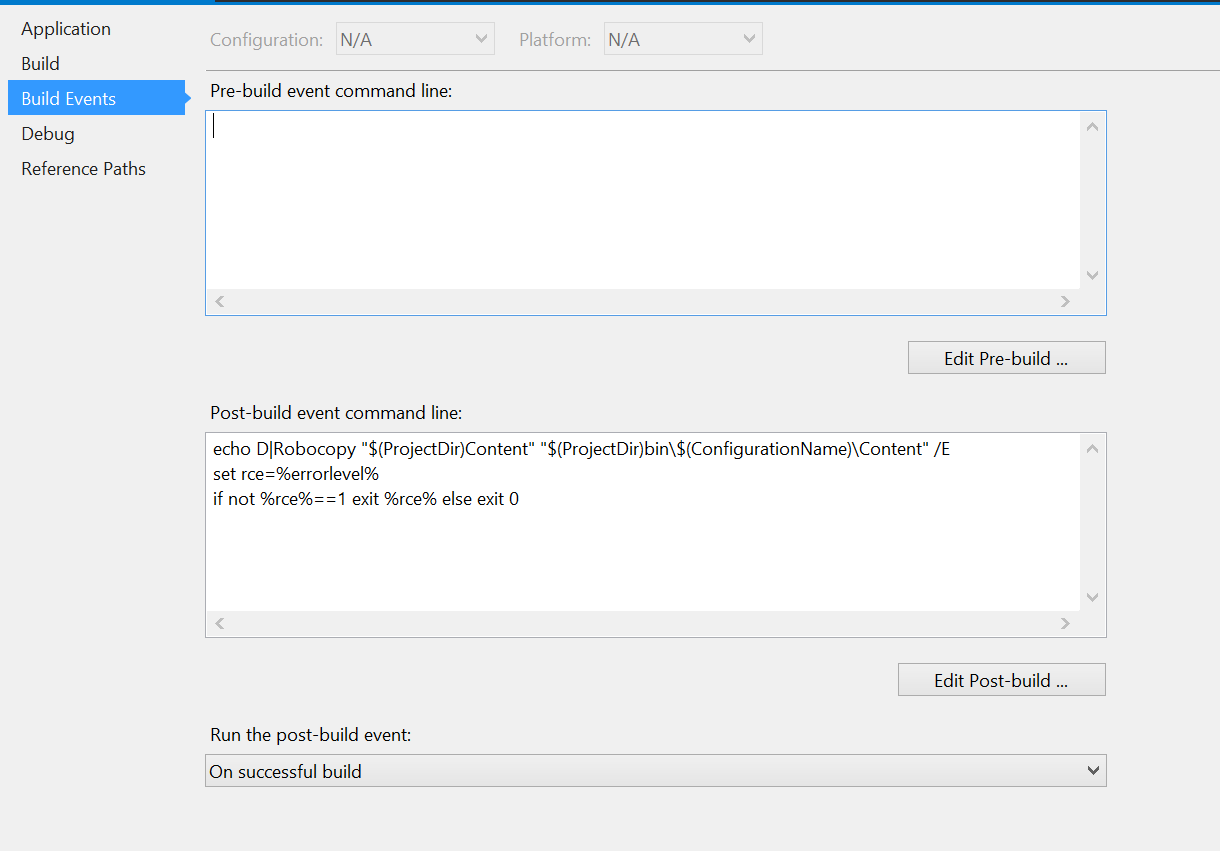 Application
Build
Build Events
Debug
Reference Paths
Configuration: N/A Platform: N/A
Pre-build event command line:
Edit Pre-build ...
Post-build event command line:
echo D|Robocopy "$(ProjectDir)Content" "$(ProjectDir)bin\$(ConfigurationName)\Content" /E
set rce=%errorlevel%
if not %rce%==1 exit %rce% else exit 0
Edit Post-build ...
Run the post-build event:
On successful build